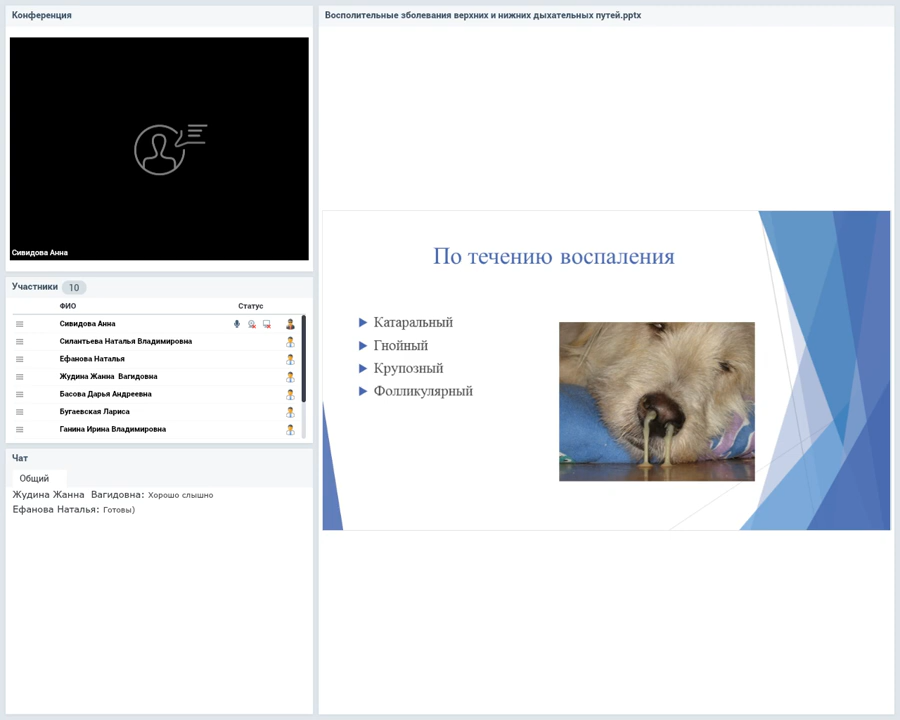 Конференция
Сивидова Анна
Участники 10
ФИО Статус
Сивидова Анна
Силантьева Наталья Владимировна
Ефанова Наталья
Жудина Жанна Вагидовна
Басова Дарья Андреевна
Бугаевская Лариса
Ганина Ирина Владимировна
Чат
Общий
Жудина Жанна Вагидовна: Хорошо слышно
Ефанова Наталья: Готовы)
Восполительные зболевания верхних и нижних дыхательных путей.pptx
По течению воспаления
Катаральный
Гнойный
Крупозный
Фолликулярный